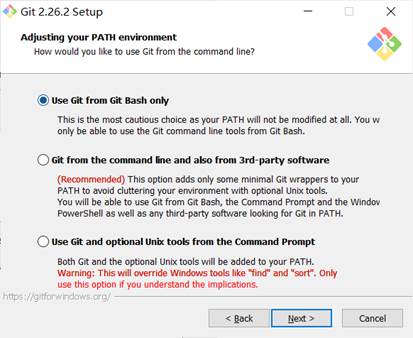 Git 2.26.2 Setup
Adjusting your PATH environment
How would you like to use Git from the command line?
Use Git from Git Bash only
This is the most cautious choice as your PATH will not be modified at all. You w
only be able to use the Git command line tools from Git Bash.
Git from the command line and also from 3rd-party software
(Recommended) This option adds only some minimal Git wrappers to your
PATH to avoid cluttering your environment with optional Unix tools.
You will be able to use Git from Git Bash, the Command Prompt and the Window
PowerShell as well as any third-party software looking for Git in PATH.
Use Git and optional Unix tools from the Command Prompt
Both Git and the optional Unix tools will be added to your PATH.
Warning: This will override Windows tools like "find" and "sort". Only
use this option if you understand the implications.
https://gitforwindows.org/
< Back Next > Cancel